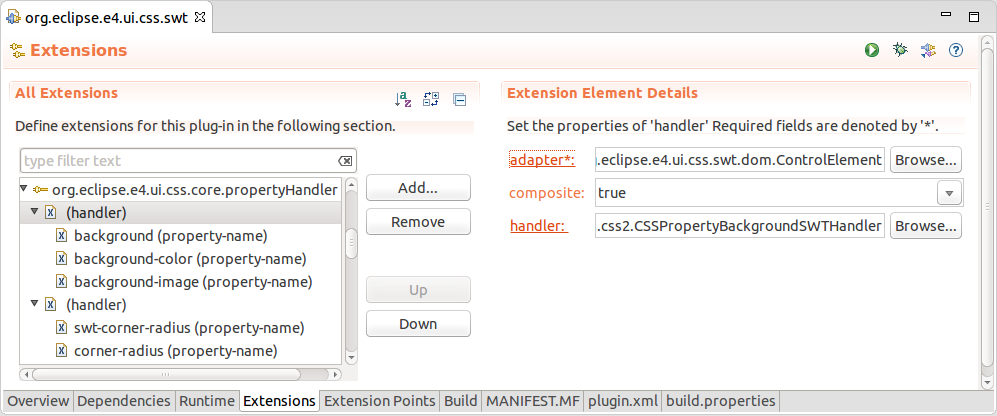 org.eclipse.e4.ui.css.swt
Extensions
All Extensions
Define extensions for this plug-in in the following section.
type filter text
org.eclipse.e4.ui.css.core.propertyHandler
(handler)
background (property-name)
background-color (property-name)
background-image (property-name)
(handler)
swt-corner-radius (property-name)
corner-radius (property-name)
Add...
Remove
Up
Down
Extension Element Details
Set the properties of 'handler' Required fields are denoted by '*'.
adapter*: .eclipse.e4.ui.css.swt.dom.ControlElement Browse...
composite: true
handler: .css2.CSSPropertyBackgroundSWTHandler Browse...
Overview Dependencies Runtime Extensions Extension Points Build MANIFEST.MF plugin.xml build.properties